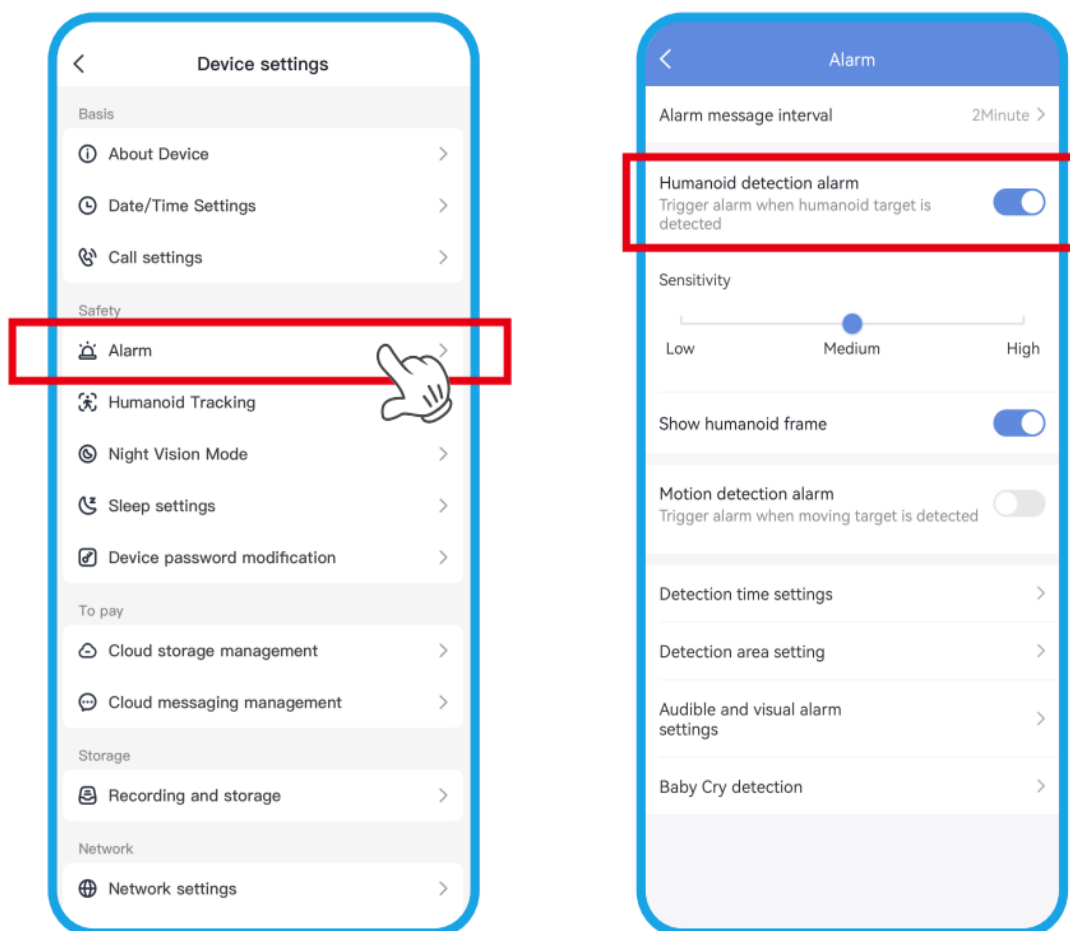 Device settings
Basis
About Device
Date/Time Settings
Call settings
Safety
Alarm
Humanoid Tracking
Night Vision Mode
Sleep settings
Device password modification
To pay
Cloud storage management
Cloud messaging management
Storage
Recording and storage
Network
Network settings
Alarm
Alarm message interval 2Minute
Humanoid detection alarm
Trigger alarm when humanoid target is
detected
Sensitivity
Low Medium High
Show humanoid frame
Motion detection alarm
Trigger alarm when moving target is detected
Detection time settings
Detection area setting
Audible and visual alarm
settings
Baby Cry detection